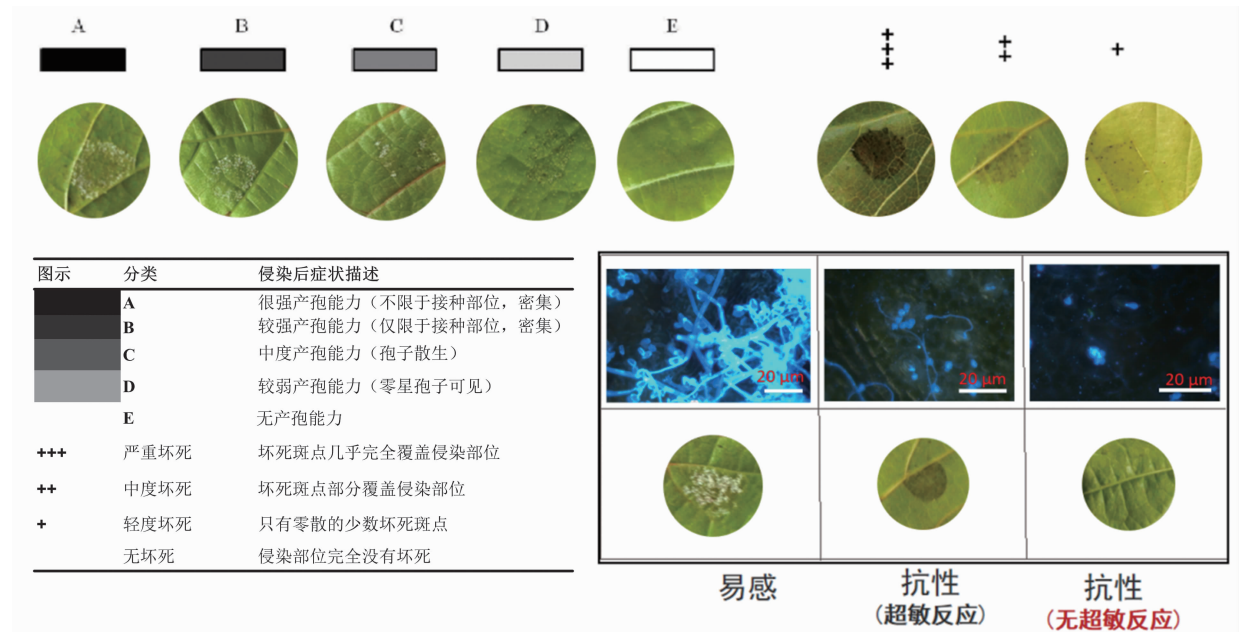 A B C D E
+++ ++ +
图示 分类 侵染后症状描述
A 很强产孢能力（不限于接种部位，密集）
B 较强产孢能力（仅限于接种部位，密集）
C 中度产孢能力（孢子散生）
D 较弱产孢能力（零星孢子可见）
E 无产孢能力
+++ 严重坏死 坏死斑点几乎完全覆盖侵染部位
++ 中度坏死 坏死斑点部分覆盖侵染部位
+ 轻度坏死 只有零散的少数坏死斑点
无坏死 侵染部位完全没有坏死
20 μm 20 μm 20 μm
易感 抗性 抗性
(超敏反应) (无超敏反应)